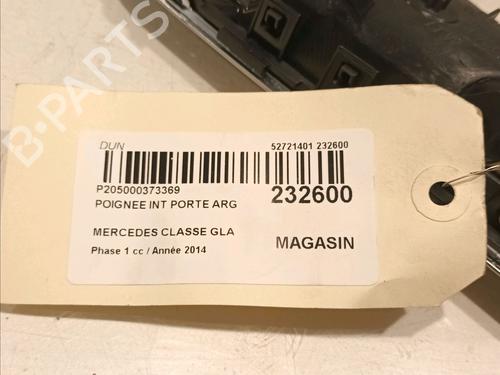 DUN
52721401 232600
P205000373369
232600
POIGNEE INT PORTE ARG
MERCEDES CLASSE GLA
MAGASIN
Phase 1 cc / Année 2014
B-PARTS